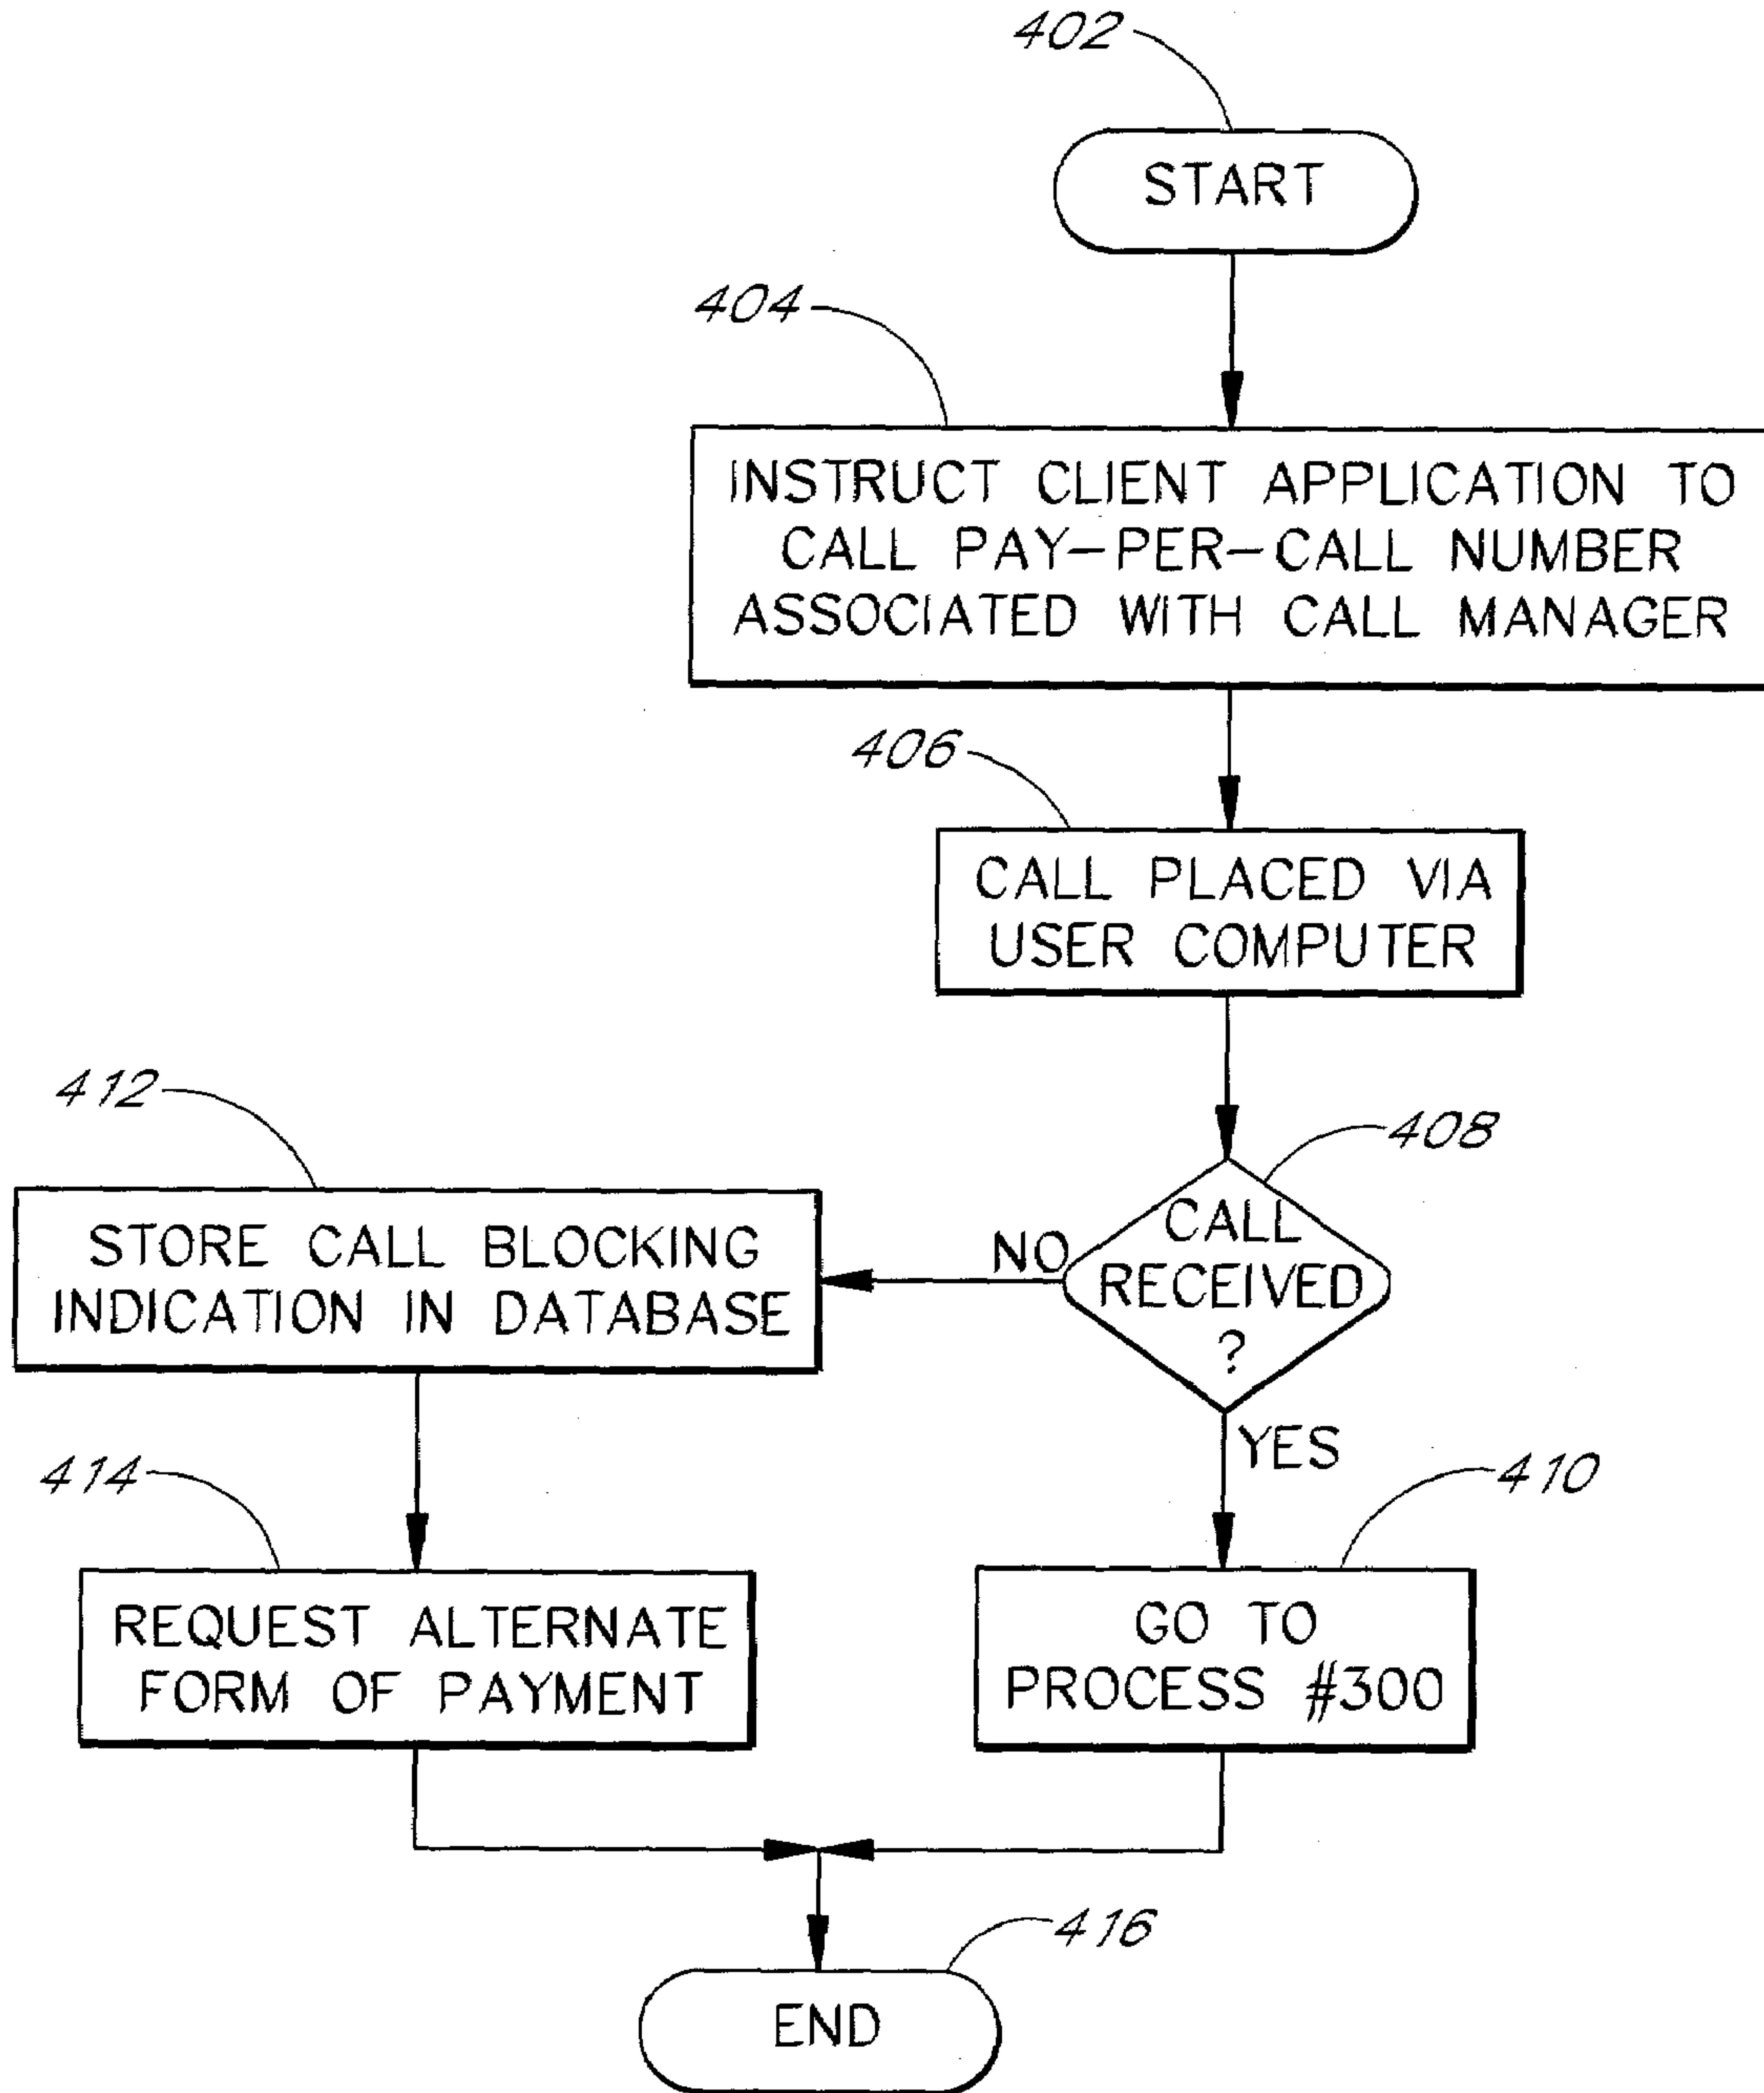 402
START
404
INSTRUCT CLIENT APPLICATION TO
CALL PAY-PER-CALL NUMBER
ASSOCIATED WITH CALL MANAGER
406
CALL PLACED VIA
USER COMPUTER
408
CALL
RECEIVED
?
NO
412
STORE CALL BLOCKING
INDICATION IN DATABASE
YES
414
REQUEST ALTERNATE
FORM OF PAYMENT
410
GO TO
PROCESS #300
416
END